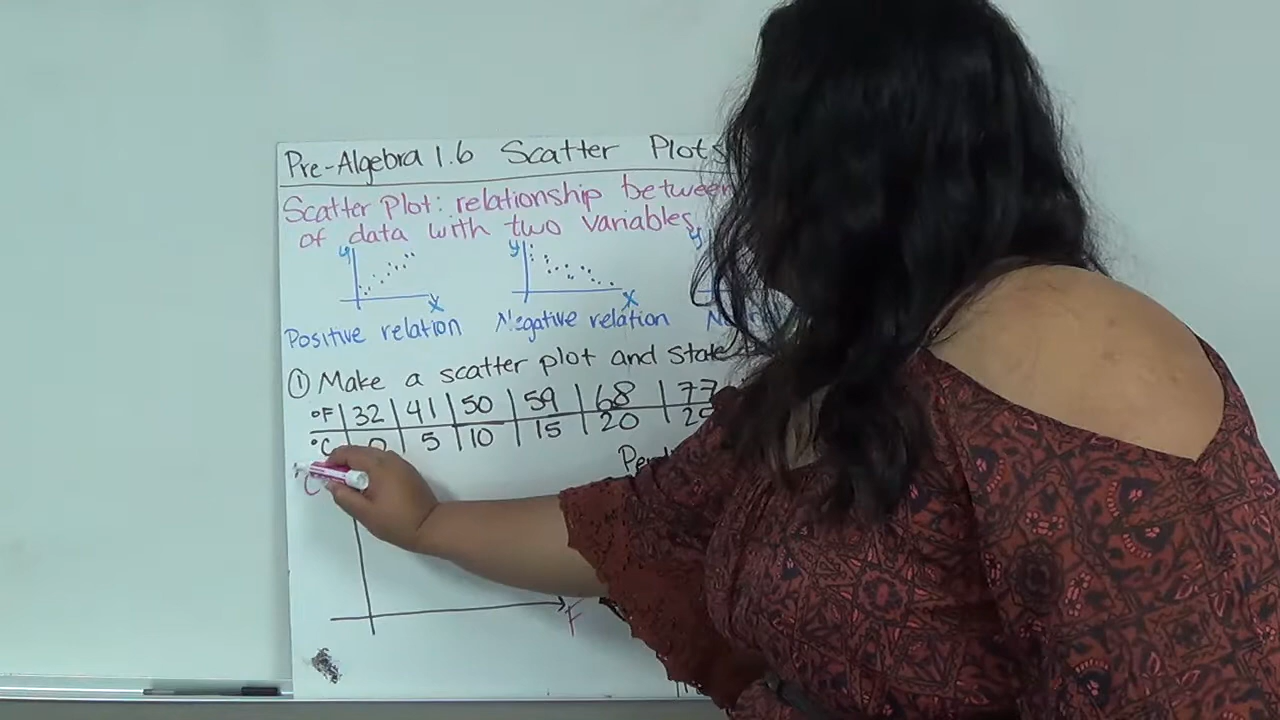 Pre-Algebra 1.6 Scatter Plots
Scatter Plot: relationship between
of data with two variables
y y y
x x
Positive relation Negative relation
① Make a scatter plot and state
°F 32 41 50 59 68 77
°C 0 5 10 15 20
C
F